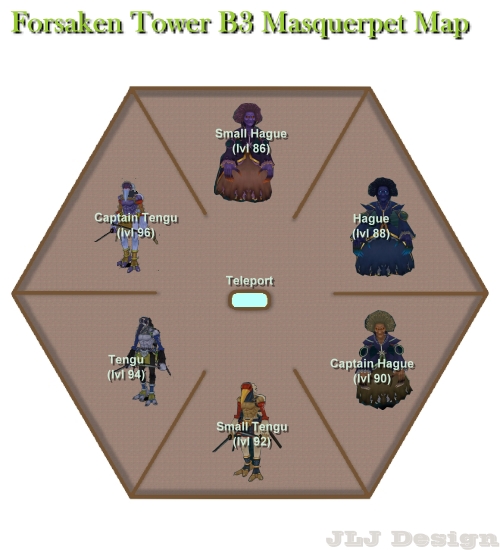 Forsaken Tower B3 Masquerpet Map
Small Hague
(lvl 86)
Captain Tengu
(lvl 96)
Hague
(lvl 88)
Teleport
Tengu
(lvl 94)
Captain Hague
(lvl 90)
Small Tengu
(lvl 92)
JLJ Design